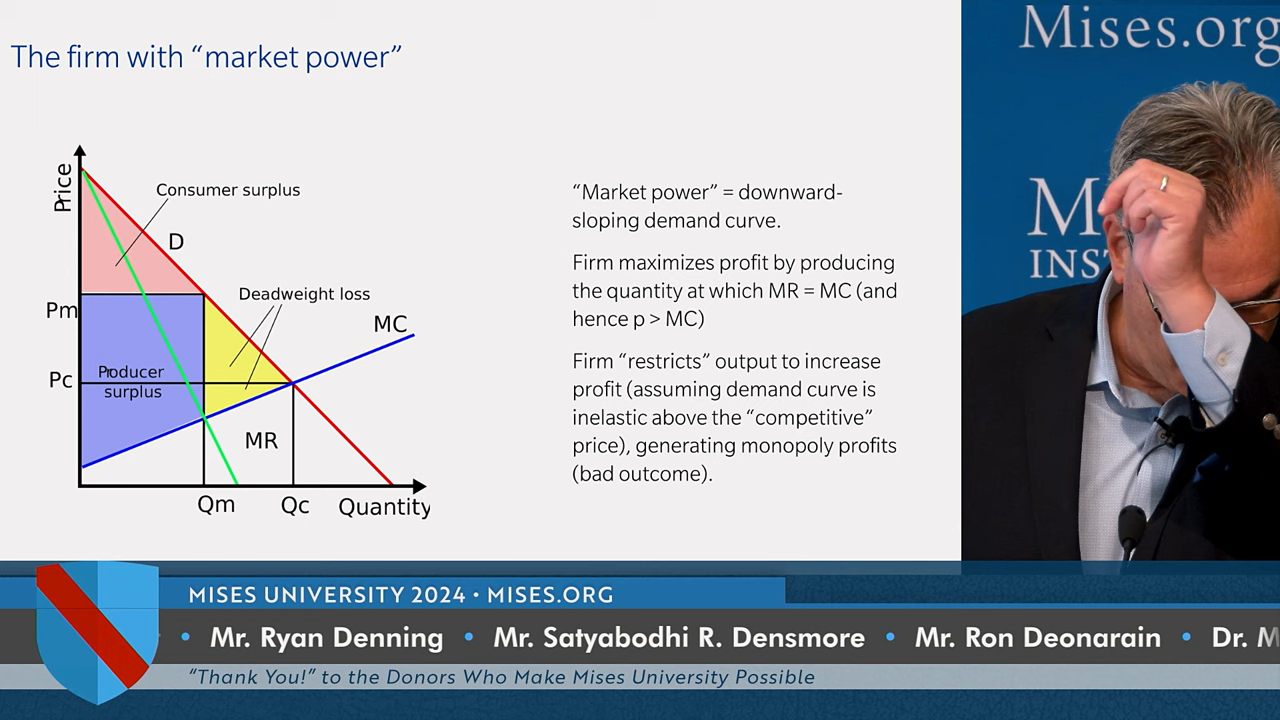 The firm with “market power”
Price
Consumer surplus
D
Deadweight loss
Pm
MC
Pc
Producer
surplus
MR
Qm
Qc
Quantity
“Market power” = downward-
sloping demand curve.
Firm maximizes profit by producing
the quantity at which MR = MC (and
hence p > MC)
Firm “restricts” output to increase
profit (assuming demand curve is
inelastic above the “competitive”
price), generating monopoly profits
(bad outcome).
Mises.org
M
INST
MISES UNIVERSITY 2024 • MISES.ORG
• Mr. Ryan Denning • Mr. Satyabodhi R. Densmore • Mr. Ron Deonarain • Dr. M
“Thank You!” to the Donors Who Make Mises University Possible